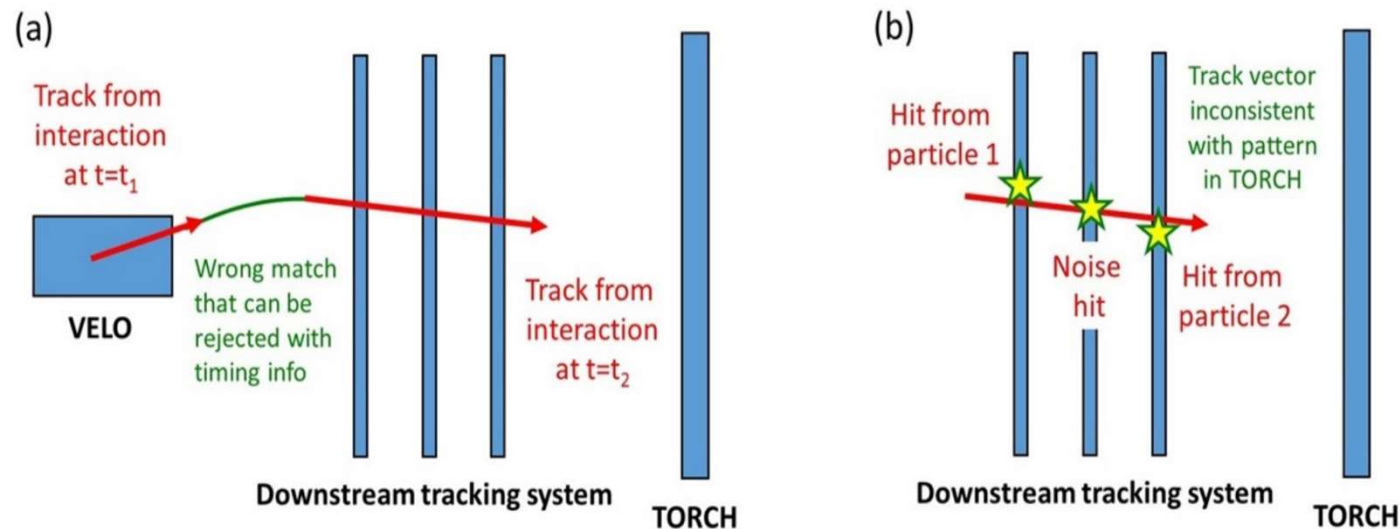 (a)
Track from
interaction
at t=t₁
VELO
Wrong match
that can be
rejected with
timing info
Track from
interaction
at t=t₂
Downstream tracking system
TORCH
(b)
Hit from
particle 1
Noise
hit
Hit from
particle 2
Track vector
inconsistent
with pattern
in TORCH
Downstream tracking system
TORCH